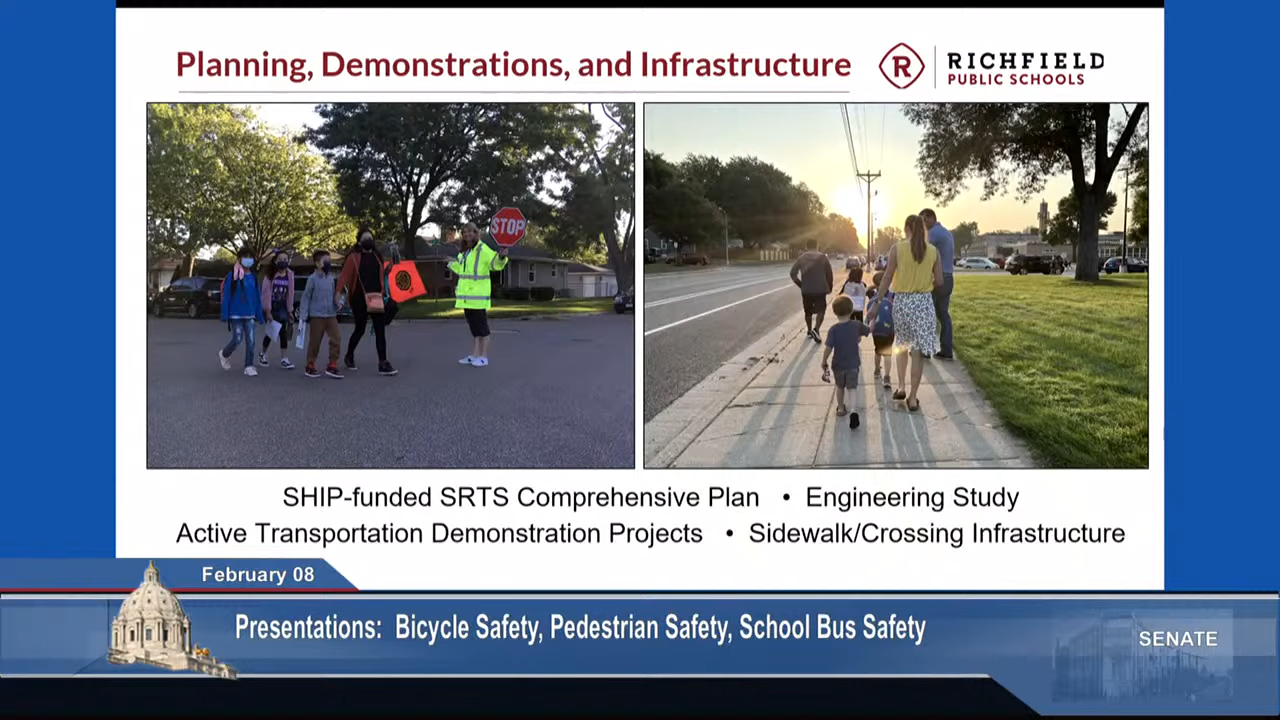 Planning, Demonstrations, and Infrastructure
R
RICHFIELD
PUBLIC SCHOOLS
STOP
SHIP-funded SRTS Comprehensive Plan • Engineering Study
Active Transportation Demonstration Projects • Sidewalk/Crossing Infrastructure
February 08
Presentations: Bicycle Safety, Pedestrian Safety, School Bus Safety
SENATE